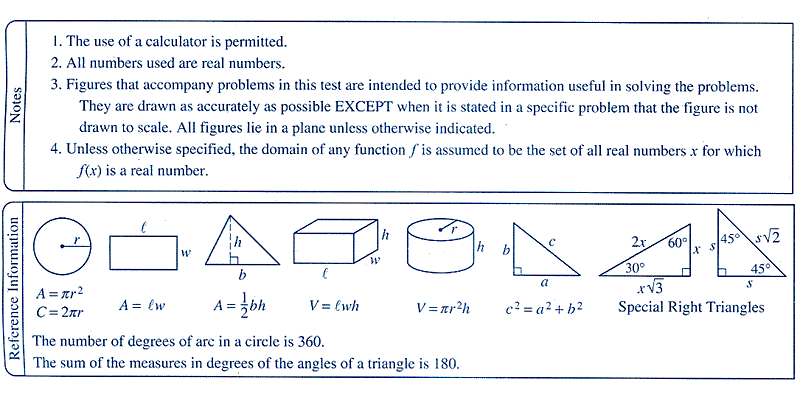 Notes
1. The use of a calculator is permitted.
2. All numbers used are real numbers.
3. Figures that accompany problems in this test are intended to provide information useful in solving the problems.
They are drawn as accurately as possible EXCEPT when it is stated in a specific problem that the figure is not
drawn to scale. All figures lie in a plane unless otherwise indicated.
4. Unless otherwise specified, the domain of any function f is assumed to be the set of all real numbers x for which
f(x) is a real number.
Reference Information
r
ℓ
w
h
b
ℓ
w
h
r
h
b
c
a
2x
60°
x
30°
x√3
s
45°
s√2
45°
s
A = πr²
C = 2πr
A = ℓw
A = 1/2 bh
V = ℓwh
V = πr²h
c² = a² + b²
Special Right Triangles
The number of degrees of arc in a circle is 360.
The sum of the measures in degrees of the angles of a triangle is 180.